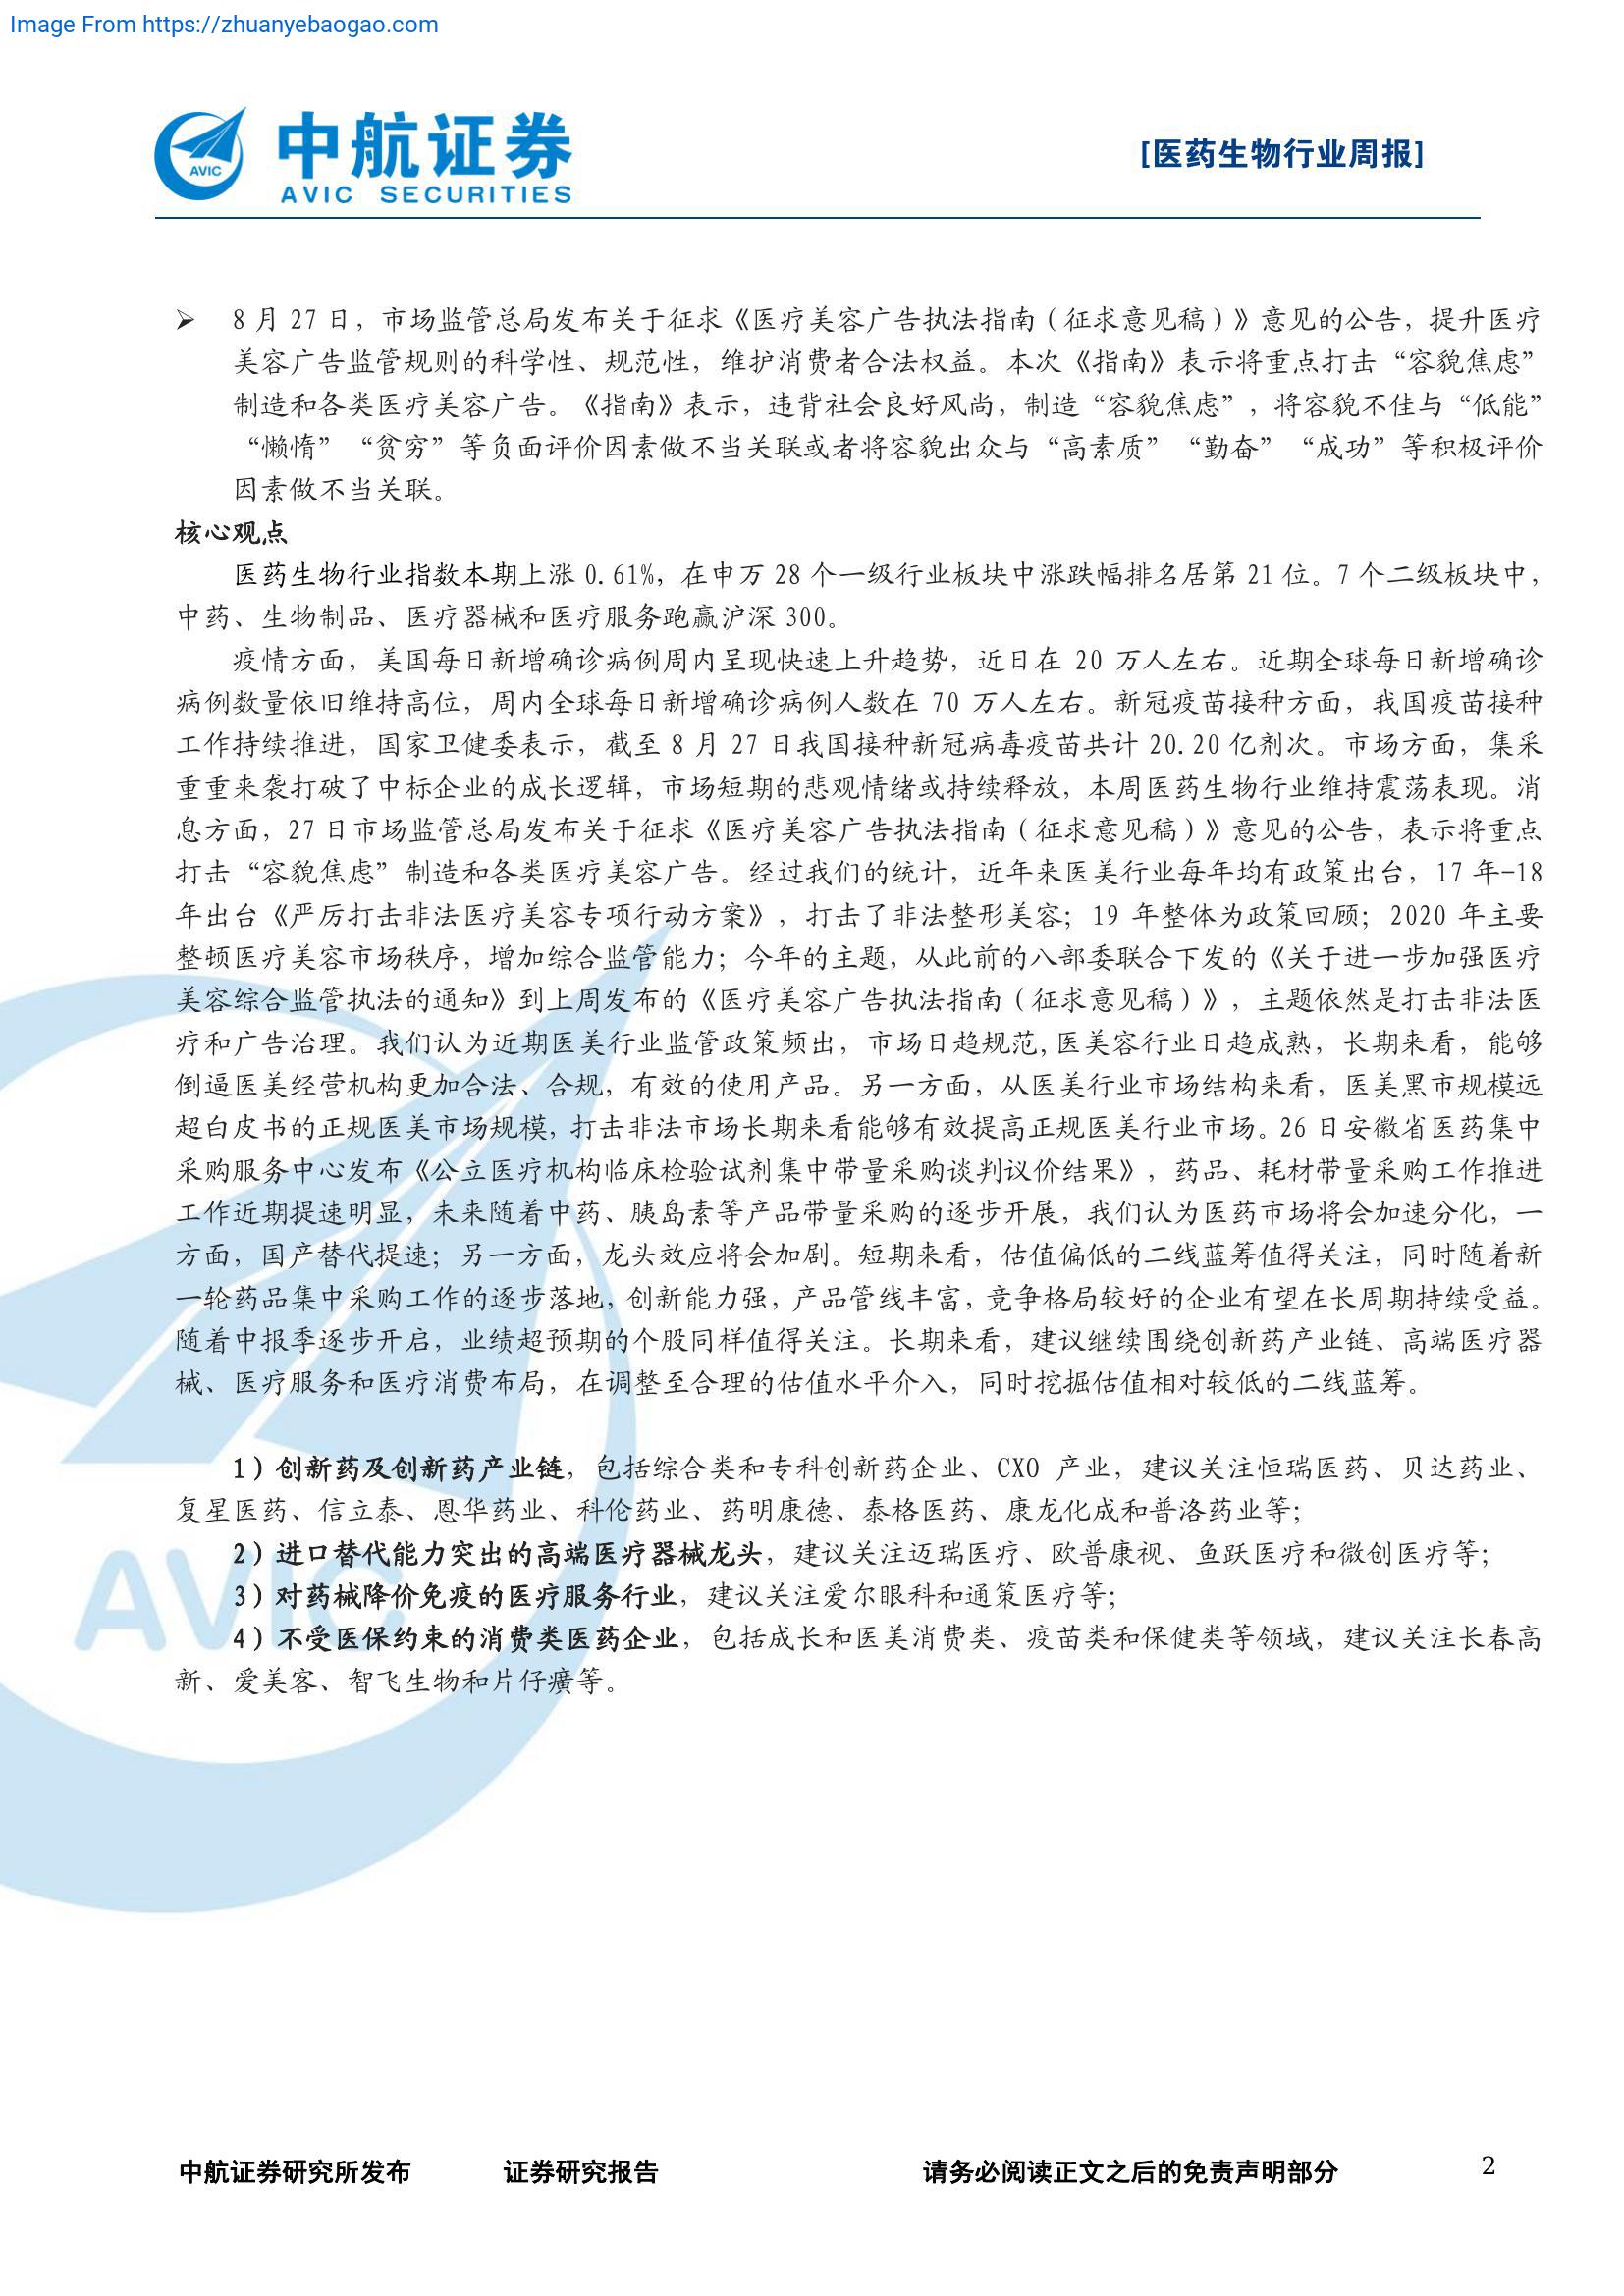 Image From https://zhuanyebaogao.com
中航证券
AVIC SECURITIES
AVIC
[医药生物行业周报]
➢ 8 月 27 日，市场监管总局发布关于征求《医疗美容广告执法指南（征求意见稿）》意见的公告，提升医疗
美容广告监管规则的科学性、规范性，维护消费者合法权益。本次《指南》表示将重点打击“容貌焦虑”
制造和各类医疗美容广告。《指南》表示，违背社会良好风尚，制造“容貌焦虑”，将容貌不佳与“低能”
“懒惰”“贫穷”等负面评价因素做不当关联或者将容貌出众与“高素质”“勤奋”“成功”等积极评价
因素做不当关联。
核心观点
医药生物行业指数本期上涨 0.61%，在申万 28 个一级行业板块中涨跌幅排名居第 21 位。7 个二级板块中，
中药、生物制品、医疗器械和医疗服务跑赢沪深 300。
疫情方面，美国每日新增确诊病例周内呈现快速上升趋势，近日在 20 万人左右。近期全球每日新增确诊
病例数量依旧维持高位，周内全球每日新增确诊病例人数在 70 万人左右。新冠疫苗接种方面，我国疫苗接种
工作持续推进，国家卫健委表示，截至 8 月 27 日我国接种新冠病毒疫苗共计 20.20 亿剂次。市场方面，集采
重重来袭打破了中标企业的成长逻辑，市场短期的悲观情绪或持续释放，本周医药生物行业维持震荡表现。消
息方面，27 日市场监管总局发布关于征求《医疗美容广告执法指南（征求意见稿）》意见的公告，表示将重点
打击“容貌焦虑”制造和各类医疗美容广告。经过我们的统计，近年来医美行业每年均有政策出台，17 年-18
年出台《严厉打击非法医疗美容专项行动方案》，打击了非法整形美容；19 年整体为政策回顾；2020 年主要
整顿医疗美容市场秩序，增加综合监管能力；今年的主题，从此前的八部委联合下发的《关于进一步加强医疗
美容综合监管执法的通知》到上周发布的《医疗美容广告执法指南（征求意见稿）》，主题依然是打击非法医
疗和广告治理。我们认为近期医美行业监管政策频出，市场日趋规范,医美容行业日趋成熟，长期来看，能够
倒逼医美经营机构更加合法、合规，有效的使用产品。另一方面，从医美行业市场结构来看，医美黑市规模远
超白皮书的正规医美市场规模，打击非法市场长期来看能够有效提高正规医美行业市场。26 日安徽省医药集中
采购服务中心发布《公立医疗机构临床检验试剂集中带量采购谈判议价结果》，药品、耗材带量采购工作推进
工作近期提速明显，未来随着中药、胰岛素等产品带量采购的逐步开展，我们认为医药市场将会加速分化，一
方面，国产替代提速；另一方面，龙头效应将会加剧。短期来看，估值偏低的二线蓝筹值得关注，同时随着新
一轮药品集中采购工作的逐步落地，创新能力强，产品管线丰富，竞争格局较好的企业有望在长周期持续受益。
随着中报季逐步开启，业绩超预期的个股同样值得关注。长期来看，建议继续围绕创新药产业链、高端医疗器
械、医疗服务和医疗消费布局，在调整至合理的估值水平介入，同时挖掘估值相对较低的二线蓝筹。
1）创新药及创新药产业链，包括综合类和专科创新药企业、CXO 产业，建议关注恒瑞医药、贝达药业、
复星医药、信立泰、恩华药业、科伦药业、药明康德、泰格医药、康龙化成和普洛药业等；
2）进口替代能力突出的高端医疗器械龙头，建议关注迈瑞医疗、欧普康视、鱼跃医疗和微创医疗等；
3）对药械降价免疫的医疗服务行业，建议关注爱尔眼科和通策医疗等；
4）不受医保约束的消费类医药企业，包括成长和医美消费类、疫苗类和保健类等领域，建议关注长春高
新、爱美客、智飞生物和片仔癀等。
AVIC
中航证券研究所发布 证券研究报告 请务必阅读正文之后的免责声明部分 2